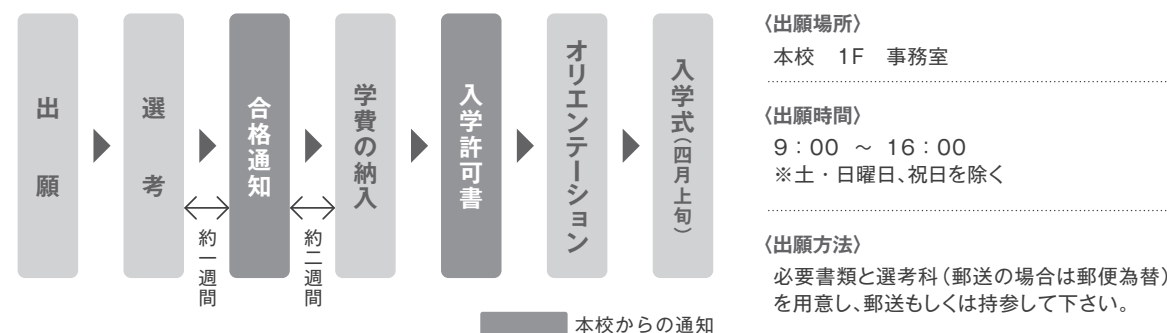 出願
選考
合格通知
学費の納入
入学許可書
オリエンテーション
入学式（四月上旬）
約一週間
約二週間
本校からの通知
〈出願場所〉
本校　1F　事務室
〈出願時間〉
9：00 ～ 16：00
※土・日曜日、祝日を除く
〈出願方法〉
必要書類と選考科（郵送の場合は郵便為替）
を用意し、郵送もしくは持参して下さい。